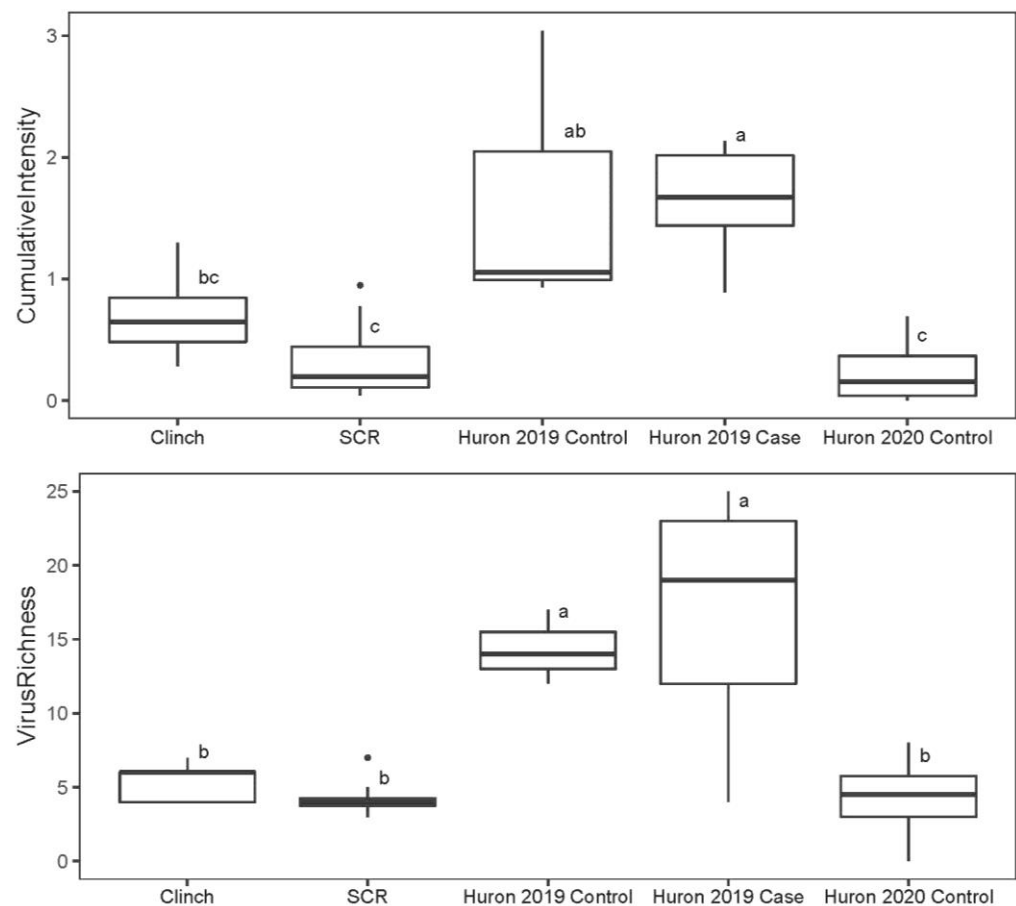 CumulativeIntensity
3
2
1
0
ab
a
bc
c
c
Clinch SCR Huron 2019 Control Huron 2019 Case Huron 2020 Control
VirusRichness
25
20
15
10
5
0
a
a
b
b
b
Clinch SCR Huron 2019 Control Huron 2019 Case Huron 2020 Control